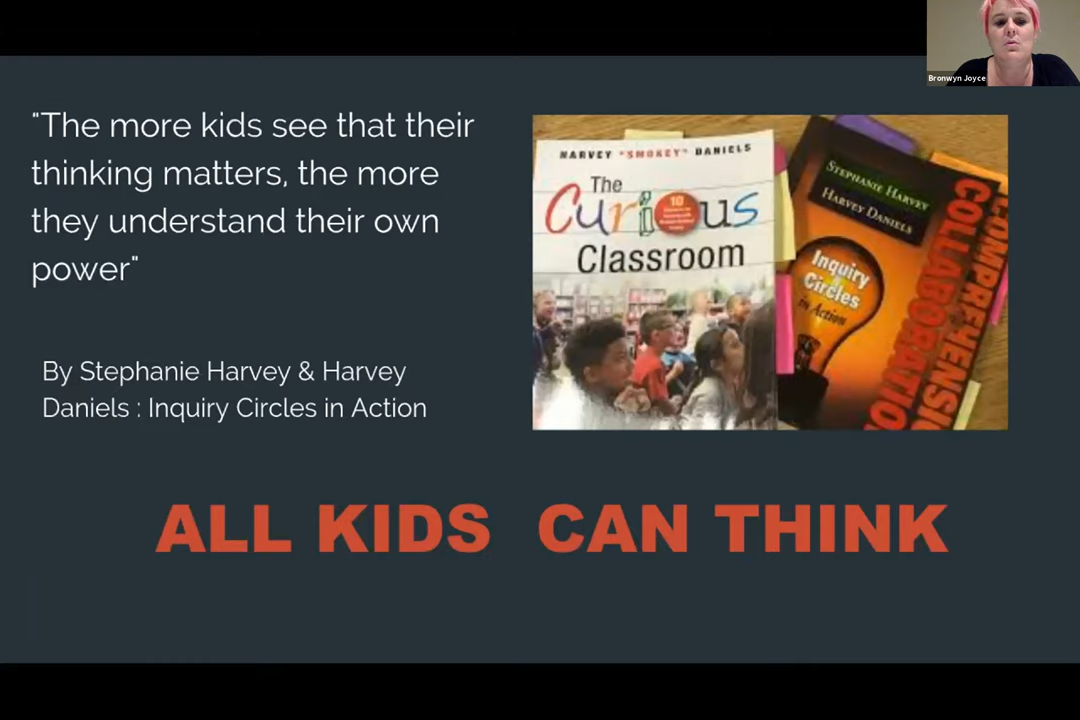 Bronwyn Joyce
"The more kids see that their
thinking matters, the more
they understand their own
power"
By Stephanie Harvey & Harvey
Daniels : Inquiry Circles in Action
HARVEY "SMOKEY" DANIELS
The
Curious
10
Classroom
STEPHANIE HARVEY
HARVEY DANIELS
Inquiry
Circles
in Action
COLLABORATIO
ALL KIDS CAN THINK